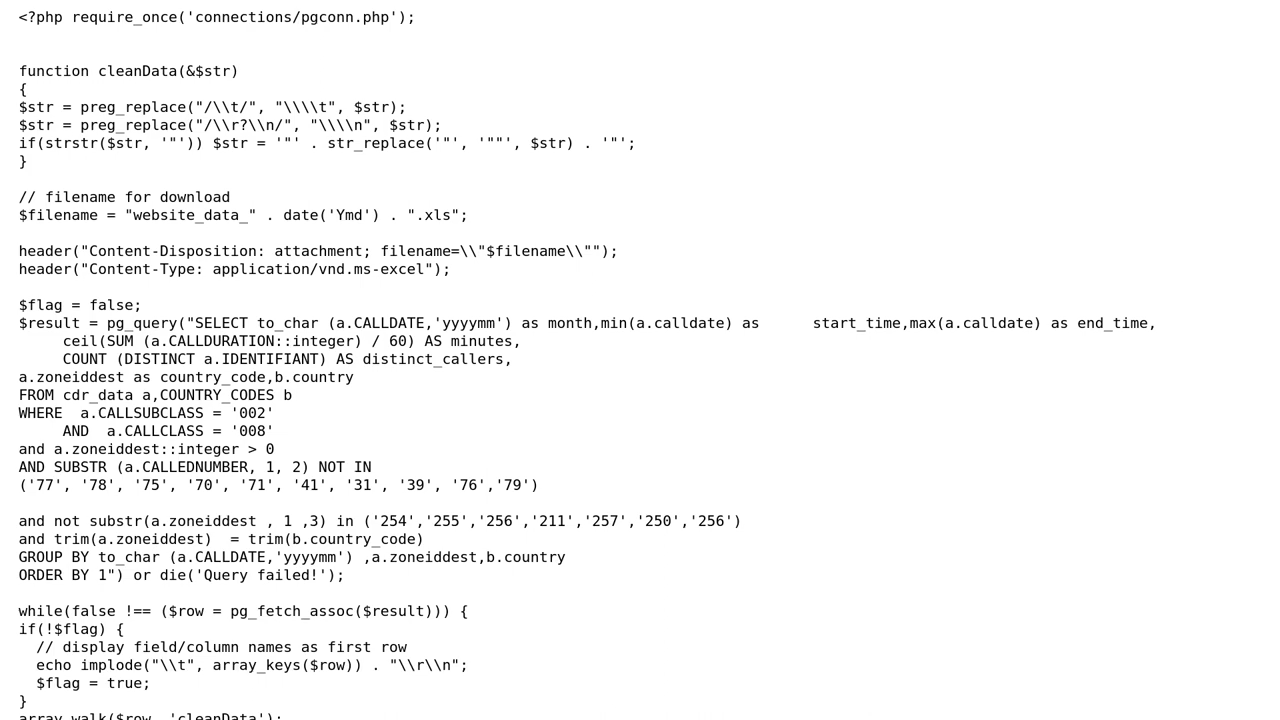 <?php require_once('connections/pgconn.php');
function cleanData(&$str)
{
$str = preg_replace("/\\t/", "\\\\t", $str);
$str = preg_replace("/\\r?\\n/", "\\\\n", $str);
if(strstr($str, '"')) $str = '"' . str_replace('"', '""', $str) . '"';
}
// filename for download
$filename = "website_data_" . date('Ymd') . ".xls";
header("Content-Disposition: attachment; filename=\\"$filename\\"");
header("Content-Type: application/vnd.ms-excel");
$flag = false;
$result = pg_query("SELECT to_char (a.CALLDATE,'yyyymm') as month,min(a.calldate) as      start_time,max(a.calldate) as end_time,
     ceil(SUM (a.CALLDURATION::integer) / 60) AS minutes,
     COUNT (DISTINCT a.IDENTIFIANT) AS distinct_callers,
a.zoneiddest as country_code,b.country
FROM cdr_data a,COUNTRY_CODES b
WHERE  a.CALLSUBCLASS = '002'
     AND  a.CALLCLASS = '008'
and a.zoneiddest::integer > 0
AND SUBSTR (a.CALLEDNUMBER, 1, 2) NOT IN
('77', '78', '75', '70', '71', '41', '31', '39', '76','79')
and not substr(a.zoneiddest , 1 ,3) in ('254','255','256','211','257','250','256')
and trim(a.zoneiddest)  = trim(b.country_code)
GROUP BY to_char (a.CALLDATE,'yyyymm') ,a.zoneiddest,b.country
ORDER BY 1") or die('Query failed!');
while(false !== ($row = pg_fetch_assoc($result))) {
if(!$flag) {
  // display field/column names as first row
  echo implode("\\t", array_keys($row)) . "\\r\\n";
  $flag = true;
}
array_walk($row, 'cleanData');